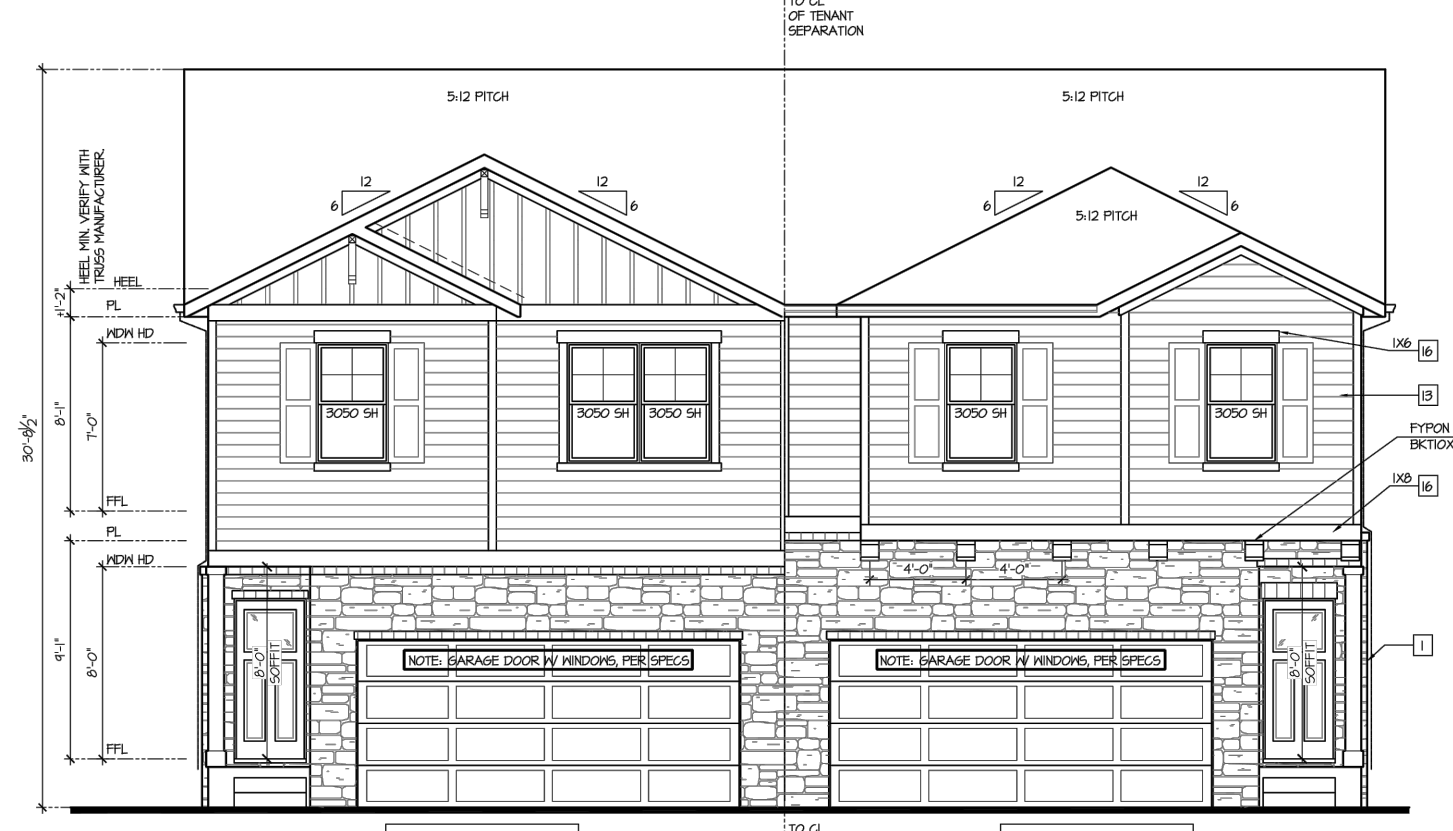 TO CL
OF TENANT
SEPARATION
5:12 PITCH
5:12 PITCH
HEEL MIN. VERIFY WITH
TRUSS MANUFACTURER.
12
6
12
6
12
6
12
6
5:12 PITCH
HEEL
±1'-2"
PL
WDW HD
1X6
16
3050 SH
3050 SH
3050 SH
3050 SH
3050 SH
13
30'-8½"
8'-1"
7'-0"
FYPON
BKT10X
1X8
16
FFL
PL
WDW HD
4'-0"
4'-0"
9'-1"
8'-0"
8'-0"
SOFFIT
NOTE: GARAGE DOOR W/ WINDOWS, PER SPECS
NOTE: GARAGE DOOR W/ WINDOWS, PER SPECS
8'-0"
SOFFIT
1
FFL
TO CL